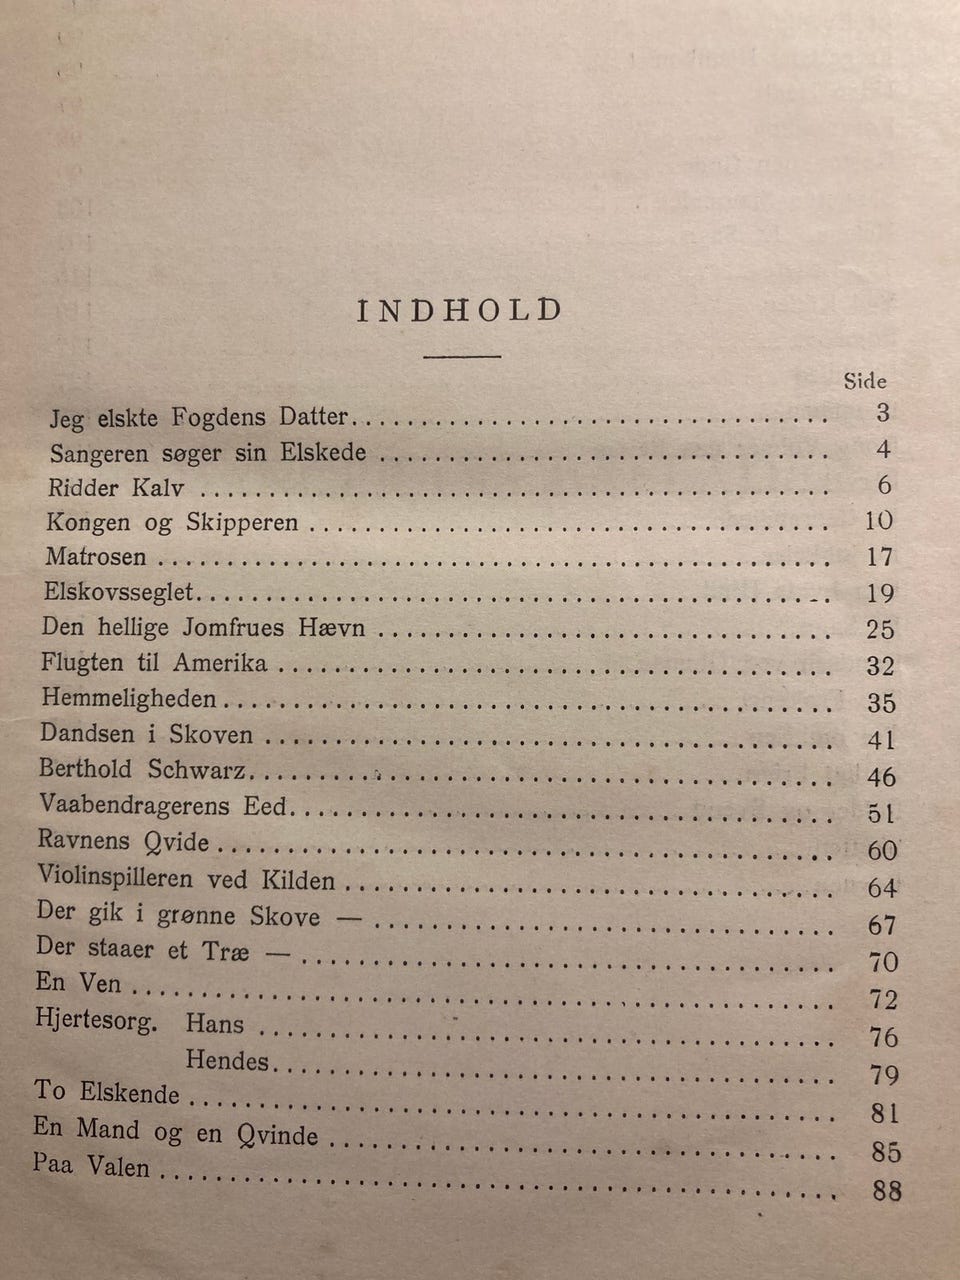 INDHOLD
Side
Jeg elskte Fogdens Datter 3
Sangeren søger sin Elskede 4
Ridder Kalv 6
Kongen og Skipperen 10
Matrosen 17
Elskovsseglet 19
Den hellige Jomfrues Hævn 25
Flugten til Amerika 32
Hemmeligheden 35
Dandsen i Skoven 41
Berthold Schwarz 46
Vaabendragerens Eed 51
Ravnens Qvide 60
Violinspilleren ved Kilden 64
Der gik i grønne Skove — 67
Der staaer et Træ — 70
En Ven 72
Hjertesorg. Hans 76
Hendes 79
To Elskende 81
En Mand og en Qvinde 85
Paa Valen 88